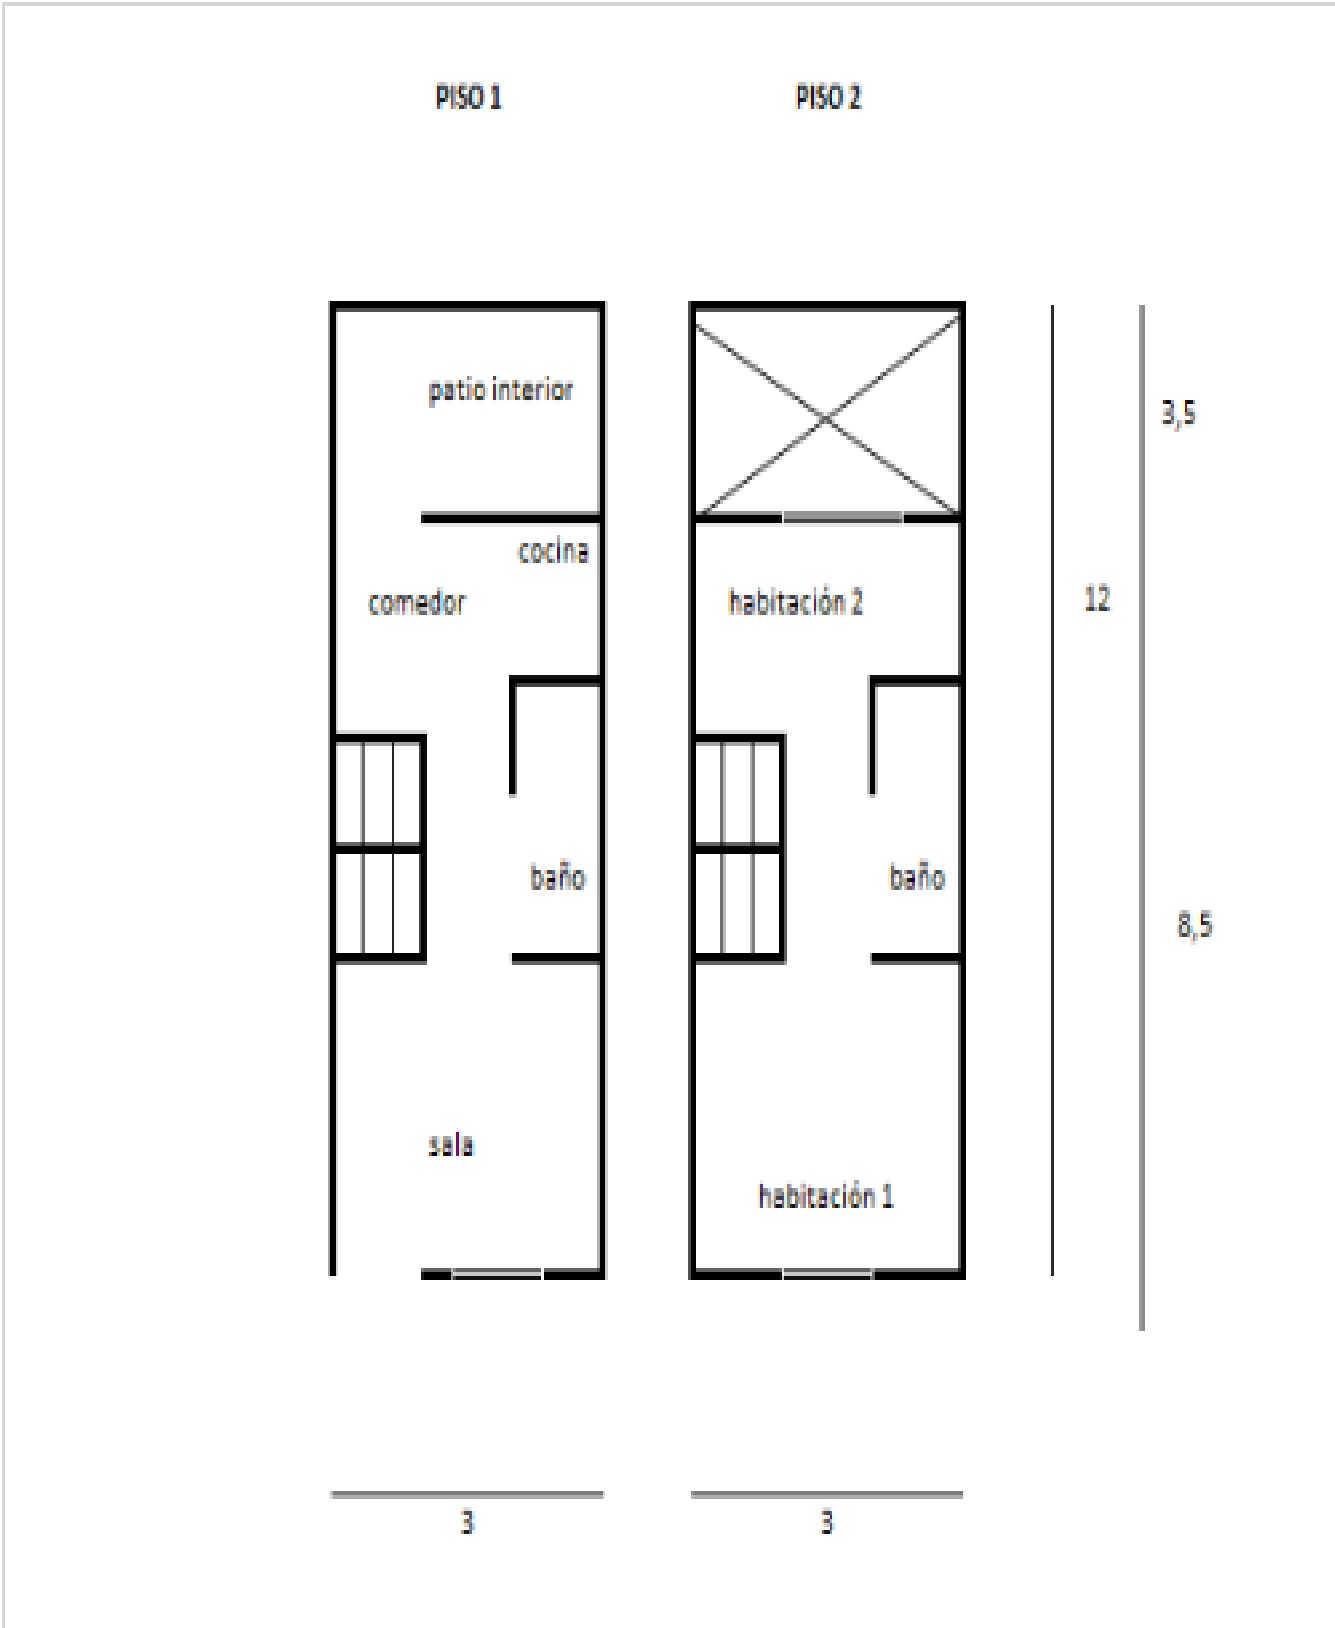 PISO 1
PISO 2
patio interior
3,5
cocina
comedor
habitación 2
12
baño
baño
8,5
sala
habitación 1
3
3